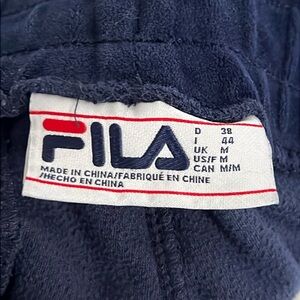 FILA
D 38
I 44
UK M
US/F M
CAN M/M
MADE IN CHINA/FABRIQUÉ EN CHINE
/HECHO EN CHINA